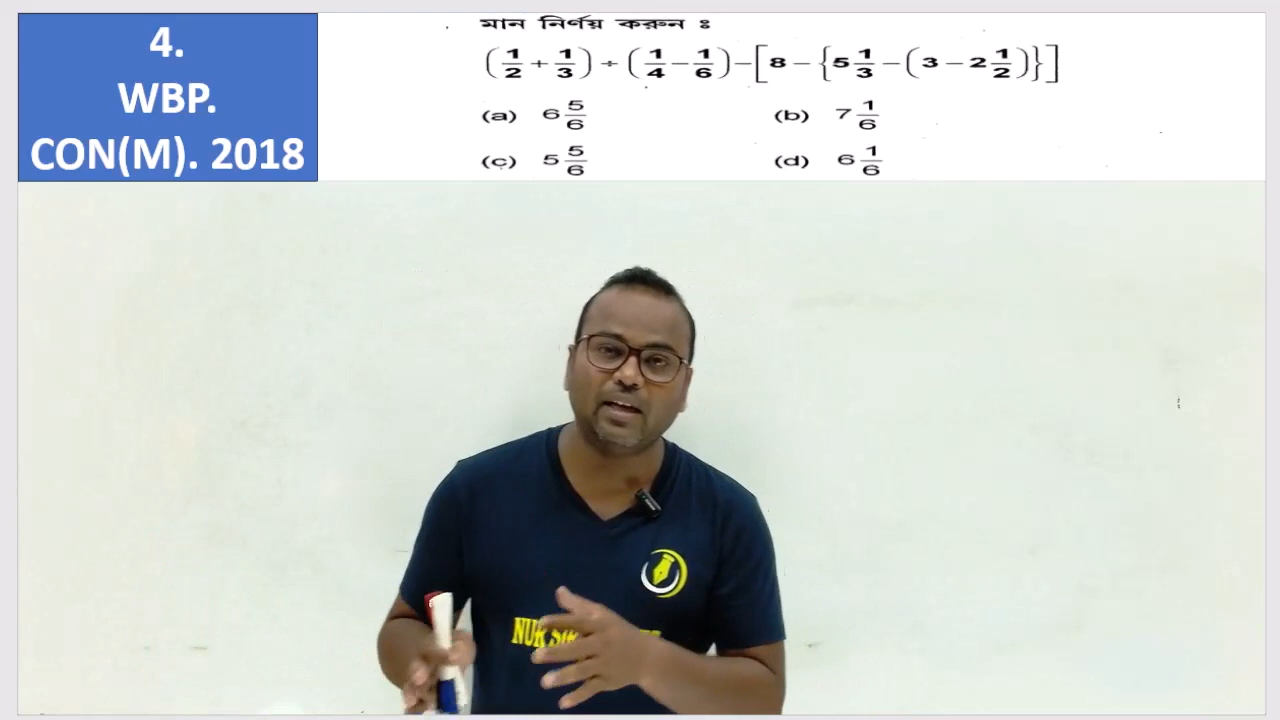 4.
WBP.
CON(M). 2018
মান নির্ণয় করুন ঃ
(1/2 + 1/3) ÷ (1/4 − 1/6) − [8 − {5 1/3 − (3 − 2 1/2)}]
(a) 6 5/6 (b) 7 1/6
(c) 5 5/6 (d) 6 1/6